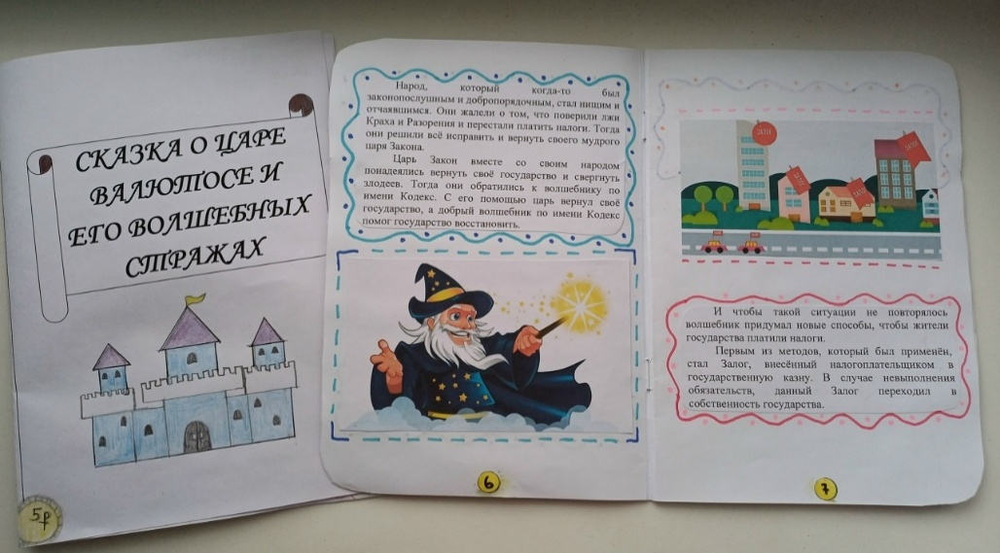 СКАЗКА О ЦАРЕ
ВАЛЮТОСЕ И
ЕГО ВОЛШЕБНЫХ
СТРАЖАХ
5р
Народ, который когда-то был
законопослушным и добропорядочным, стал нищим и
отчаявшимся. Они жалели о том, что поверили лжи
Краха и Разорения и перестали платить налоги. Тогда
они решили всё исправить и вернуть своего мудрого
царя Закона.
Царь Закон вместе со своим народом
понадеялись вернуть своё государство и свергнуть
злодеев. Тогда они обратились к волшебнику по
имени Кодекс. С его помощью царь вернул своё
государство, а добрый волшебник по имени Кодекс
помог государство восстановить.
6
ЗАЛОГ
ЗАЛОГ
ЗАЛОГ
ЗАЛОГ
И чтобы такой ситуации не повторялось
волшебник придумал новые способы, чтобы жители
государства платили налоги.
Первым из методов, который был применён,
стал Залог, внесённый налогоплательщиком в
государственную казну. В случае невыполнения
обязательств, данный Залог переходил в
собственность государства.
7